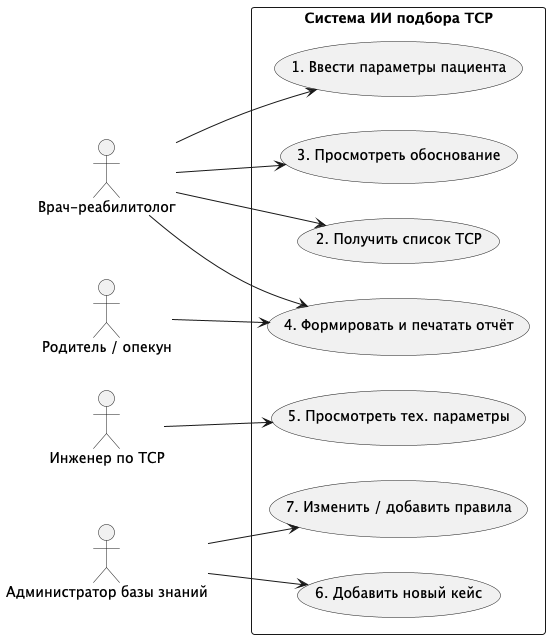 Система ИИ подбора ТСР
1. Ввести параметры пациента
3. Просмотреть обоснование
Врач-реабилитолог
2. Получить список ТСР
4. Формировать и печатать отчёт
Родитель / опекун
5. Просмотреть тех. параметры
Инженер по ТСР
7. Изменить / добавить правила
Администратор базы знаний
6. Добавить новый кейс